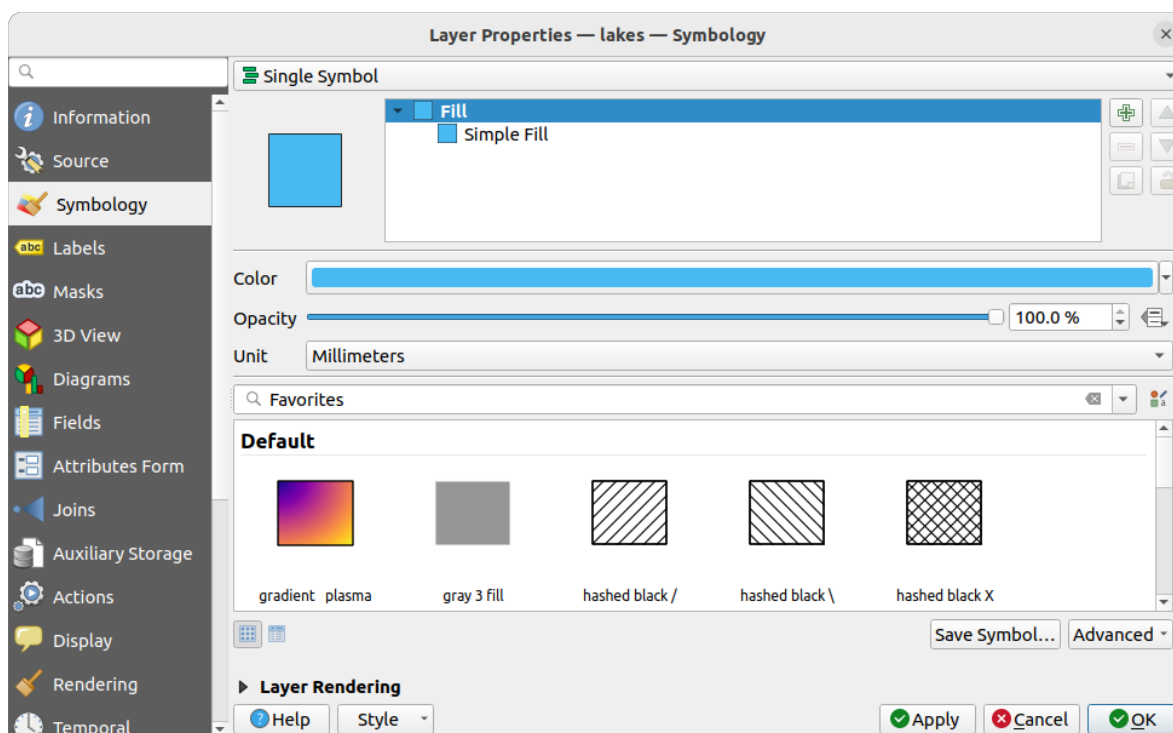 Layer Properties — lakes — Symbology
Information
Source
Symbology
Labels
Masks
3D View
Diagrams
Fields
Attributes Form
Joins
Auxiliary Storage
Actions
Display
Rendering
Temporal
Single Symbol
Fill
Simple Fill
Color
Opacity
100.0 %
Unit
Millimeters
Favorites
Default
gradient plasma
gray 3 fill
hashed black /
hashed black \
hashed black X
Save Symbol...
Advanced
Layer Rendering
Help
Style
Apply
Cancel
OK